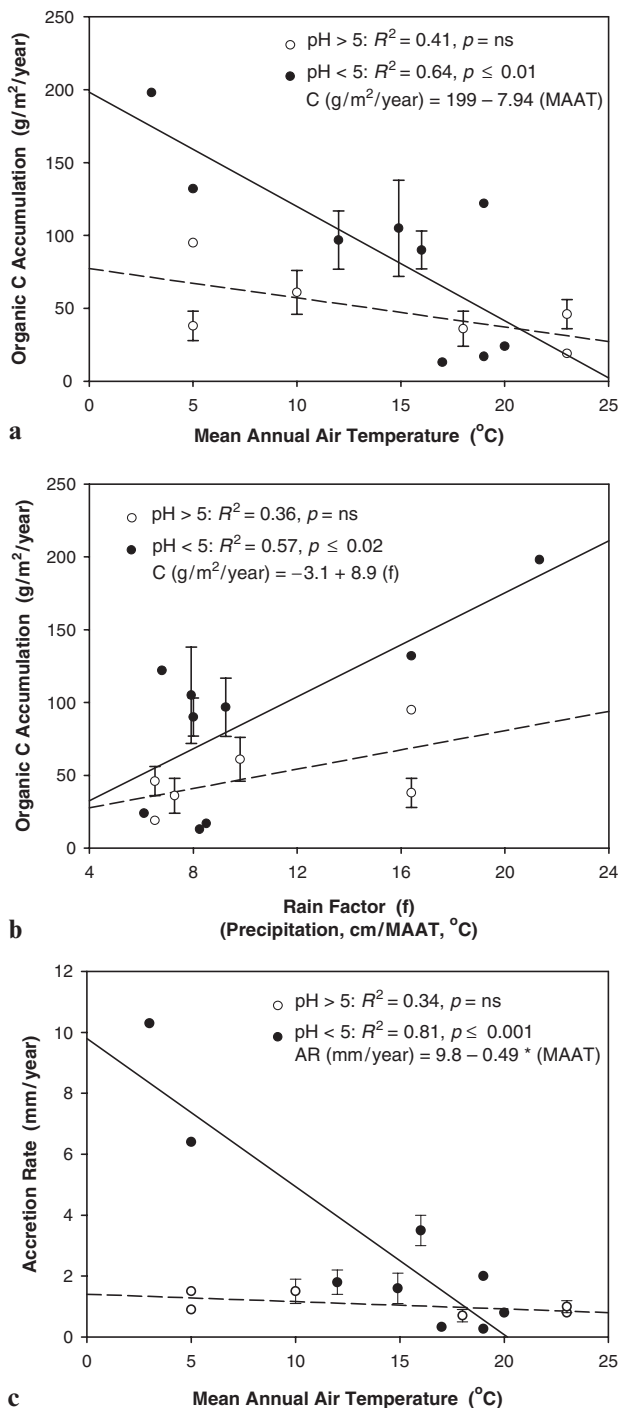 250
200
150
100
50
0
Organic C Accumulation (g/m²/year)
pH > 5: R² = 0.41, p = ns
pH < 5: R² = 0.64, p ≤ 0.01
C (g/m²/year) = 199 – 7.94 (MAAT)
0 5 10 15 20 25
a Mean Annual Air Temperature (°C)
250
200
150
100
50
0
Organic C Accumulation (g/m²/year)
pH > 5: R² = 0.36, p = ns
pH < 5: R² = 0.57, p ≤ 0.02
C (g/m²/year) = −3.1 + 8.9 (f)
4 8 12 16 20 24
Rain Factor (f)
b (Precipitation, cm/MAAT, °C)
12
10
8
6
4
2
0
Accretion Rate (mm/year)
pH > 5: R² = 0.34, p = ns
pH < 5: R² = 0.81, p ≤ 0.001
AR (mm/year) = 9.8 – 0.49 * (MAAT)
0 5 10 15 20 25
c Mean Annual Air Temperature (°C)